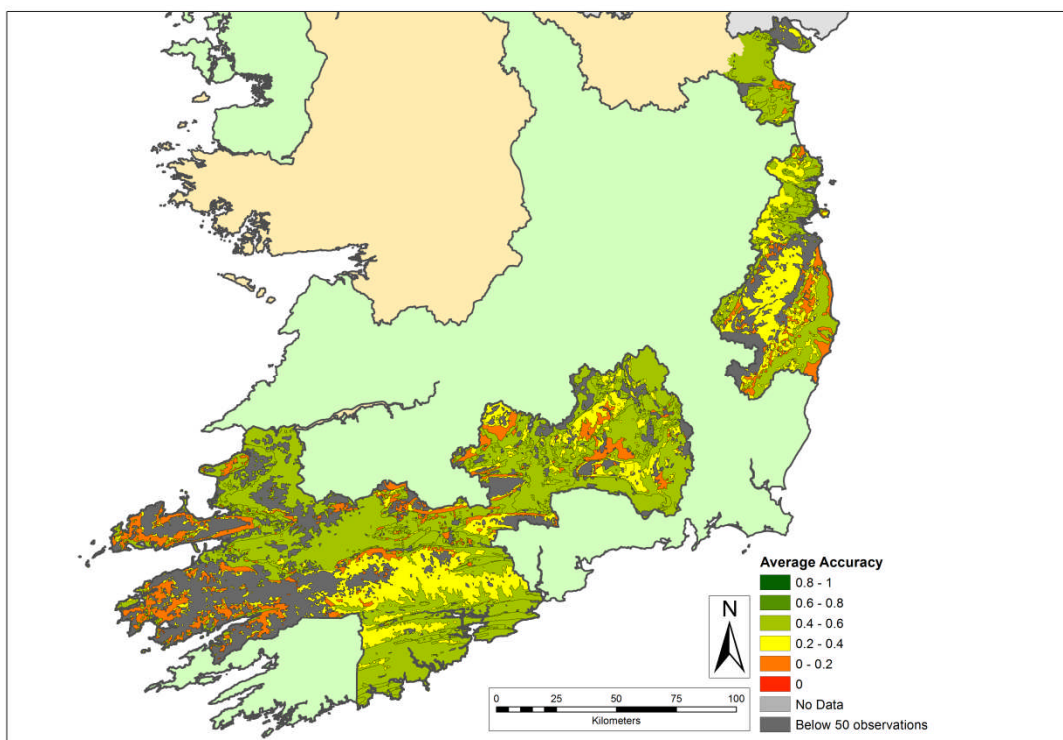 Average Accuracy
0.8 - 1
0.6 - 0.8
0.4 - 0.6
0.2 - 0.4
0 - 0.2
0
No Data
Below 50 observations
N
0 25 50 75 100
Kilometers